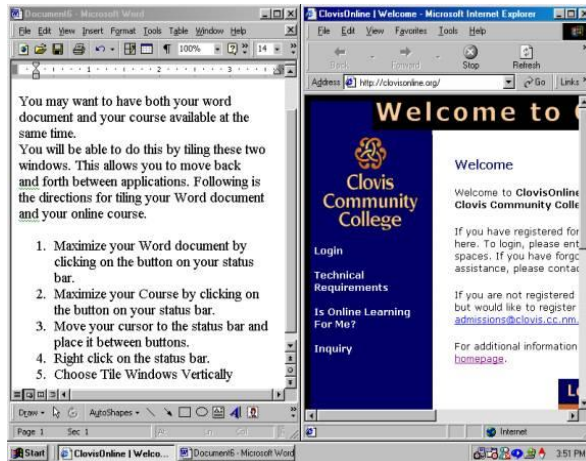 Document6 - Microsoft Word
File Edit View Insert Format Tools Table Window Help
100%
14
1 2 3
You may want to have both your word
document and your course available at the
same time.
You will be able to do this by tiling these two
windows. This allows you to move back
and forth between applications. Following is
the directions for tiling your Word document
and your online course.
1. Maximize your Word document by
clicking on the button on your status
bar.
2. Maximize your Course by clicking on
the button on your status bar.
3. Move your cursor to the status bar and
place it between buttons.
4. Right click on the status bar.
5. Choose Tile Windows Vertically
Draw AutoShapes
Page 1 Sec 1
ClovisOnline | Welcome - Microsoft Internet Explorer
File Edit View Favorites Tools Help
Back Forward Stop Refresh
Address http://clovisonline.org/ Go Links
Welcome to
Clovis
Community
College
Login
Technical
Requirements
Is Online Learning
For Me?
Inquiry
Welcome
Welcome to ClovisOnline
Clovis Community Colle
If you have registered for
here. To login, please ent
spaces. If you have forgo
assistance, please contac
If you are not registered
but would like to register
admissions@clovis.cc.nm.
For additional information
homepage.
Internet
Start ClovisOnline | Welco... Document6 - Microsoft Word 3:51 PM